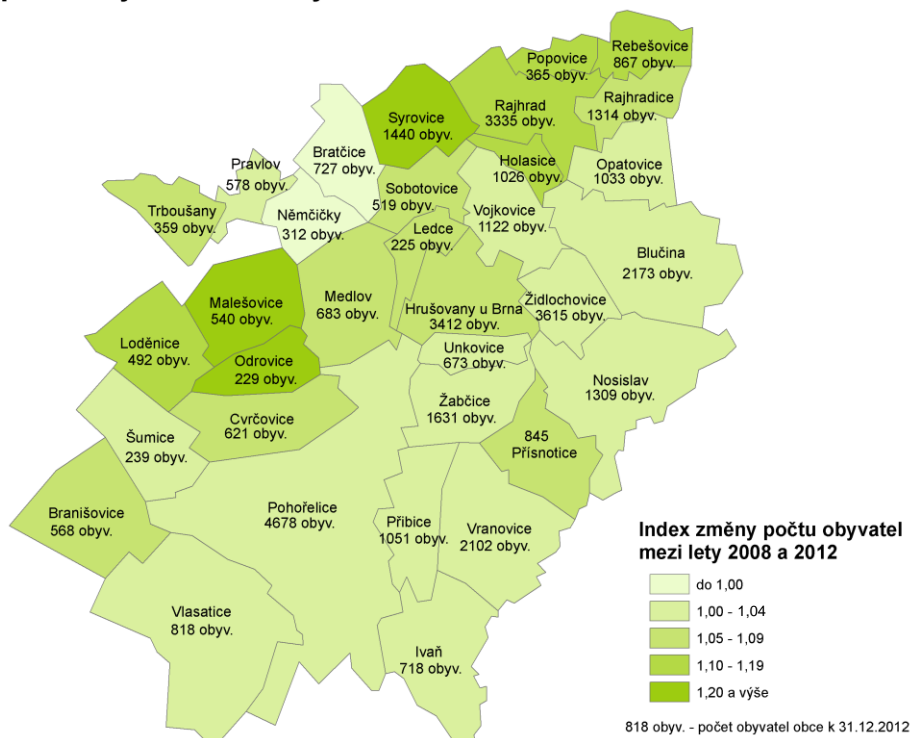 Rebešovice
867 obyv.
Popovice
365 obyv.
Rajhrad
3335 obyv.
Rajhradice
1314 obyv.
Syrovice
1440 obyv.
Bratčice
727 obyv.
Holasice
1026 obyv.
Opatovice
1033 obyv.
Pravlov
578 obyv.
Sobotovice
519 obyv.
Trboušany
359 obyv.
Němčičky
312 obyv.
Vojkovice
1122 obyv.
Ledce
225 obyv.
Blučina
2173 obyv.
Malešovice
540 obyv.
Medlov
683 obyv.
Hrušovany u Brna
3412 obyv.
Židlochovice
3615 obyv.
Loděnice
492 obyv.
Odrovice
229 obyv.
Unkovice
673 obyv.
Nosislav
1309 obyv.
Žabčice
1631 obyv.
Cvrčovice
621 obyv.
Šumice
239 obyv.
845
Přísnotice
Branišovice
568 obyv.
Pohořelice
4678 obyv.
Přibice
1051 obyv.
Vranovice
2102 obyv.
Vlasatice
818 obyv.
Ivaň
718 obyv.
Index změny počtu obyvatel
mezi lety 2008 a 2012
do 1,00
1,00 - 1,04
1,05 - 1,09
1,10 - 1,19
1,20 a výše
818 obyv. - počet obyvatel obce k 31.12.2012